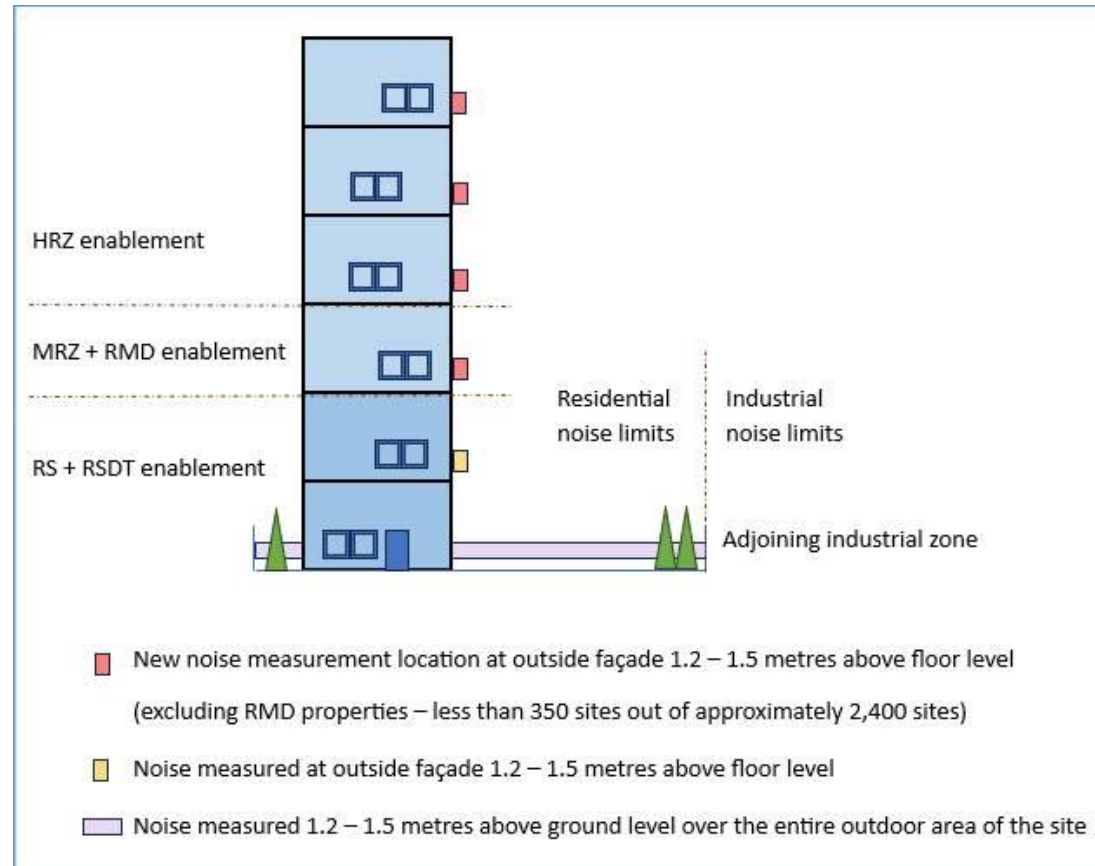 HRZ enablement
MRZ + RMD enablement
RS + RSDT enablement
Residential
noise limits
Industrial
noise limits
Adjoining industrial zone
New noise measurement location at outside façade 1.2 – 1.5 metres above floor level
(excluding RMD properties – less than 350 sites out of approximately 2,400 sites)
Noise measured at outside façade 1.2 – 1.5 metres above floor level
Noise measured 1.2 – 1.5 metres above ground level over the entire outdoor area of the site